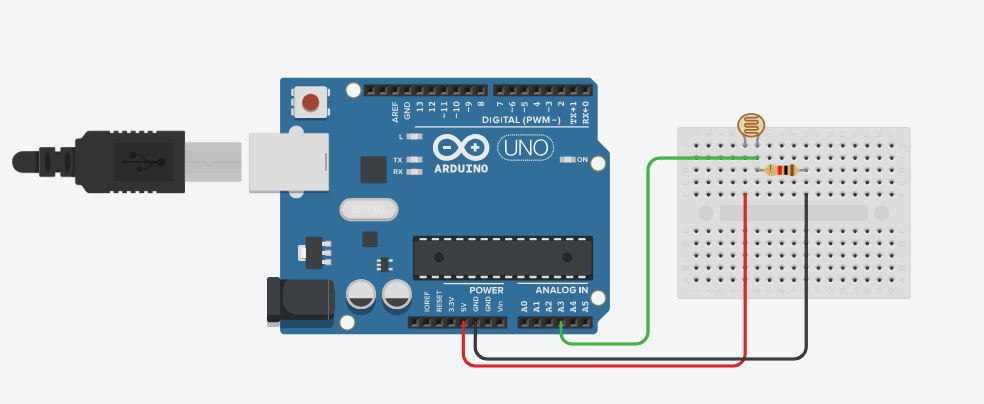 AREF
GND
13
12
~11
~10
~9
8
7
~6
~5
4
~3
2
TX→1
RX←0
DIGITAL (PWM~)
L
TX
RX
ARDUINO
UNO
ON
POWER
ANALOG IN
IOREF
RESET
3.3V
5V
GND
GND
Vin
A0
A1
A2
A3
A4
A5